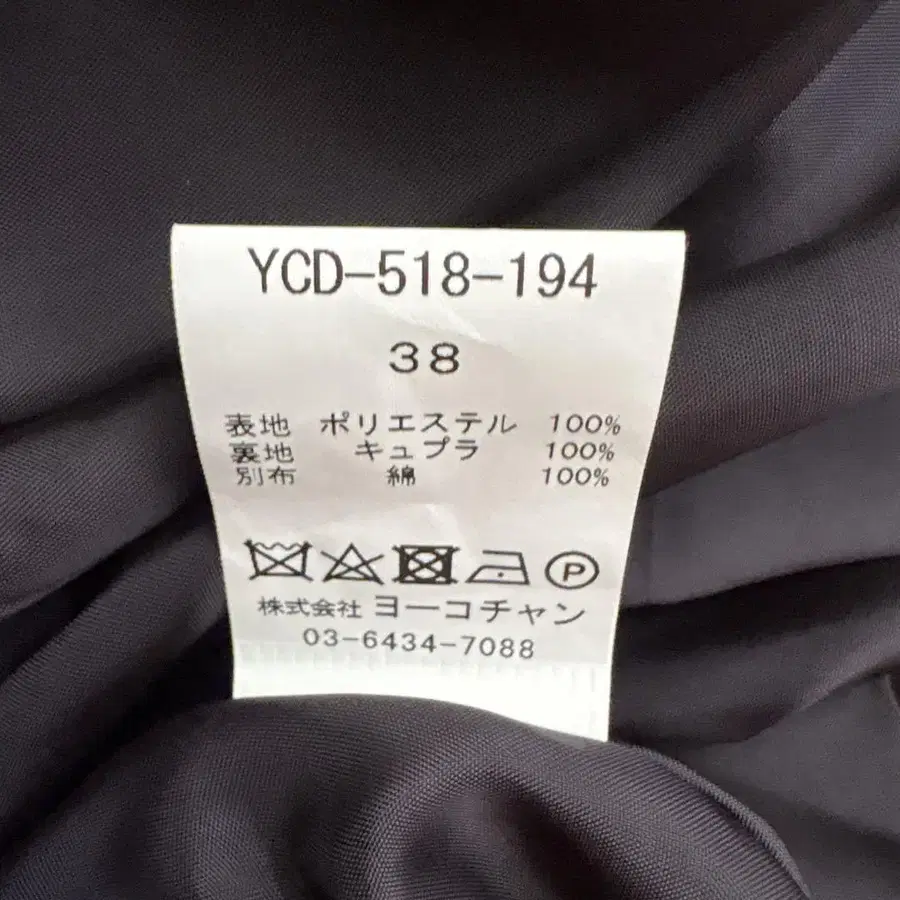 YCD-518-194
38
表地 ポリエステル 100%
裏地 キュプラ 100%
別布 綿 100%
P
株式会社 ヨーコチャン
03-6434-7088